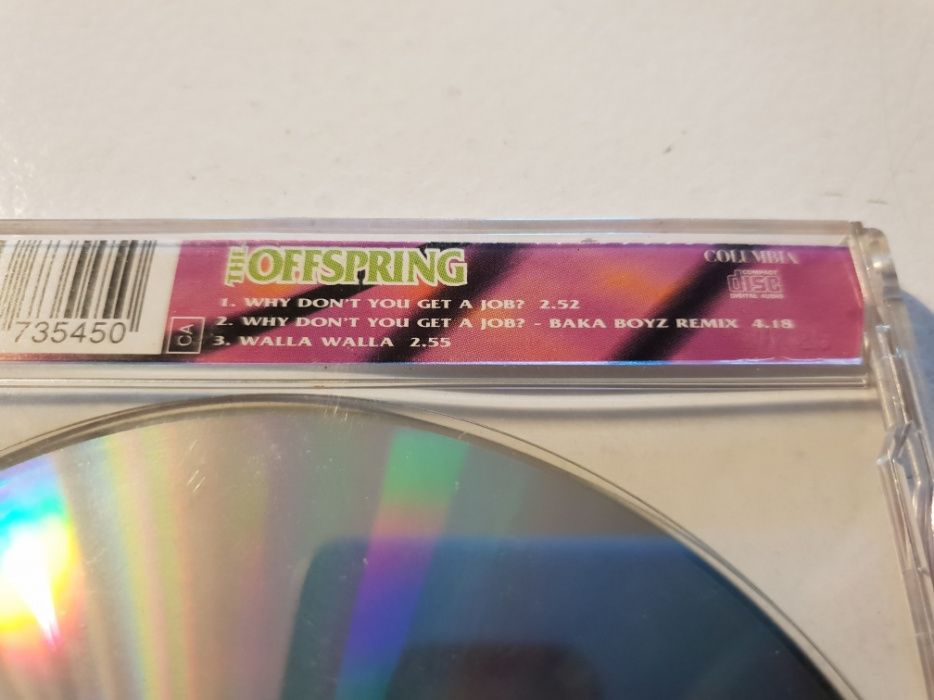 THE OFFSPRING
COLUMBIA
COMPACT
disc
DIGITAL AUDIO
1. WHY DON'T YOU GET A JOB? 2.52
2. WHY DON'T YOU GET A JOB? - BAKA BOYZ REMIX 4.18
3. WALLA WALLA 2.55
735450
CA